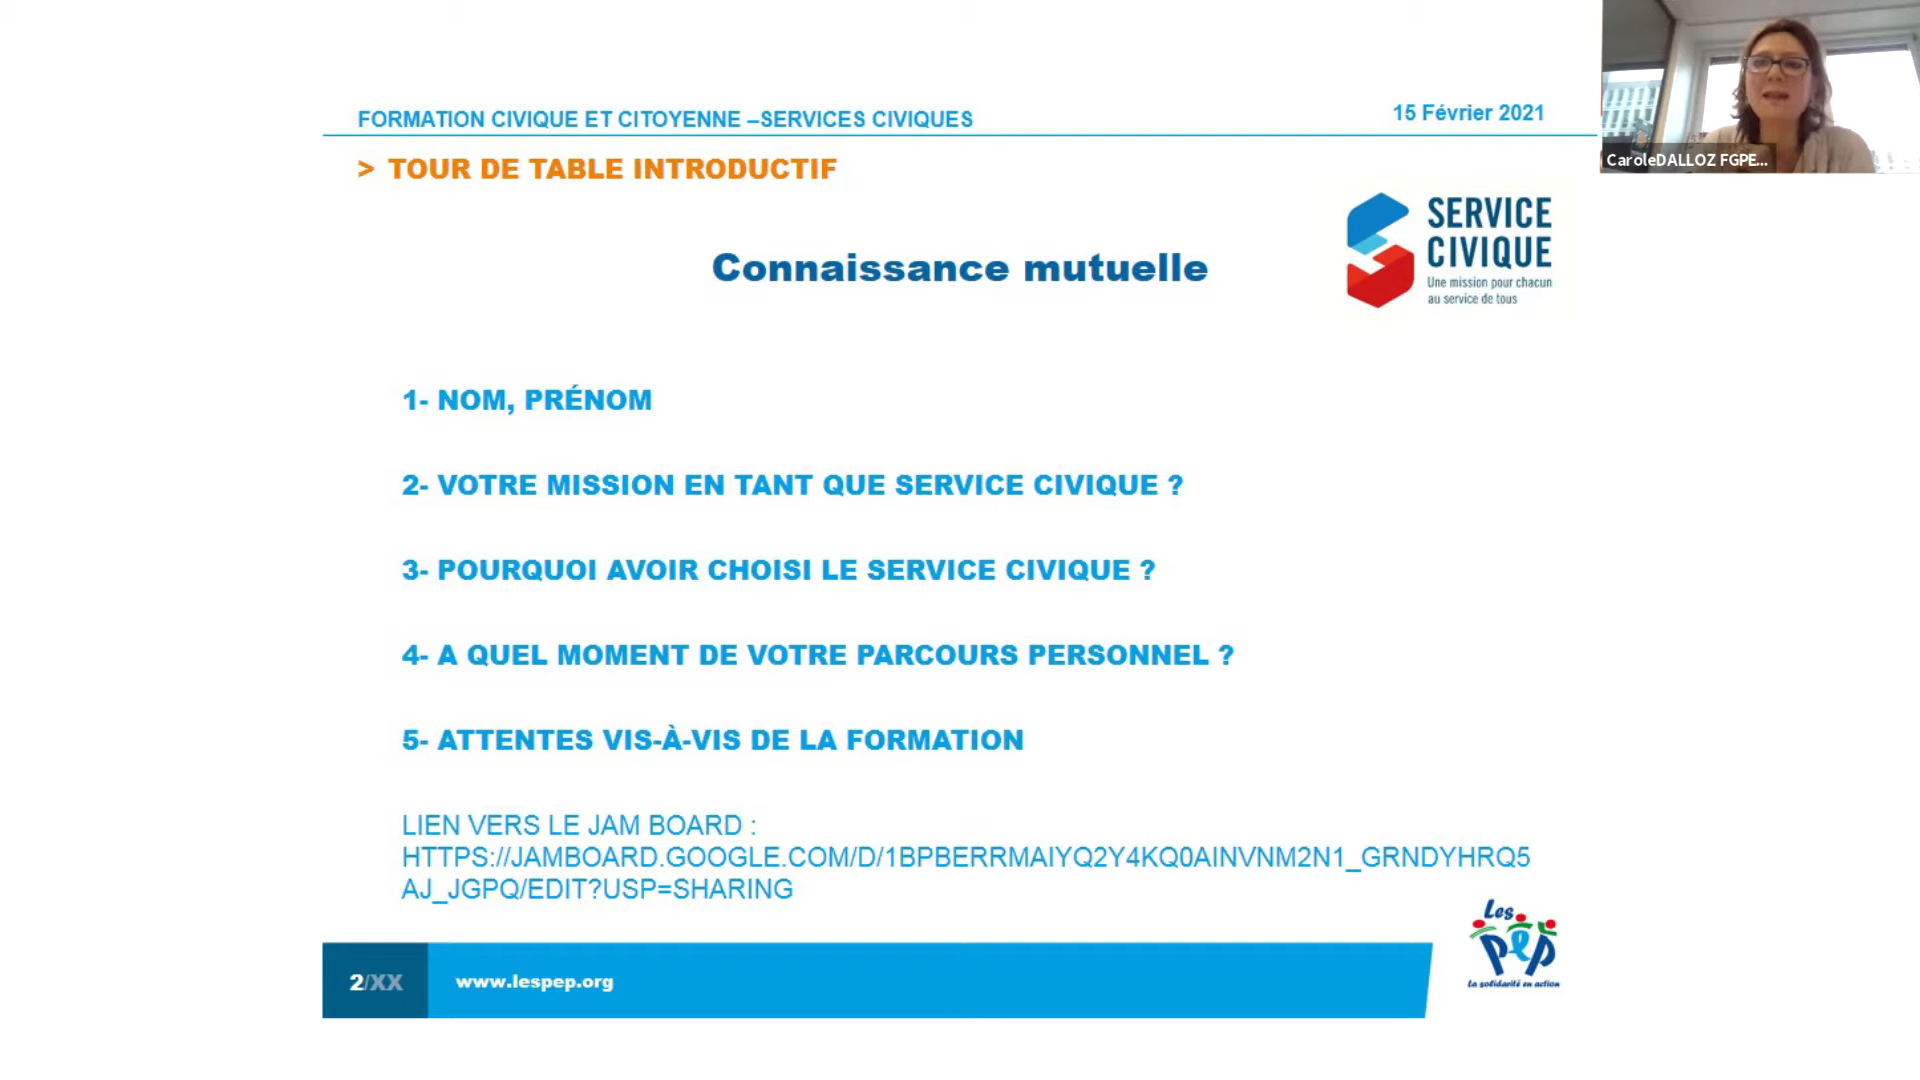 FORMATION CIVIQUE ET CITOYENNE –SERVICES CIVIQUES
15 Février 2021
> TOUR DE TABLE INTRODUCTIF
CaroleDALLOZ FGPE...
SERVICE
CIVIQUE
Une mission pour chacun
au service de tous
Connaissance mutuelle
1- NOM, PRÉNOM
2- VOTRE MISSION EN TANT QUE SERVICE CIVIQUE ?
3- POURQUOI AVOIR CHOISI LE SERVICE CIVIQUE ?
4- A QUEL MOMENT DE VOTRE PARCOURS PERSONNEL ?
5- ATTENTES VIS-À-VIS DE LA FORMATION
LIEN VERS LE JAM BOARD :
HTTPS://JAMBOARD.GOOGLE.COM/D/1BPBERRMAIYQ2Y4KQ0AINVNM2N1_GRNDYHRQ5
AJ_JGPQ/EDIT?USP=SHARING
Les
PEP
La solidarité en action
2/XX
www.lespep.org